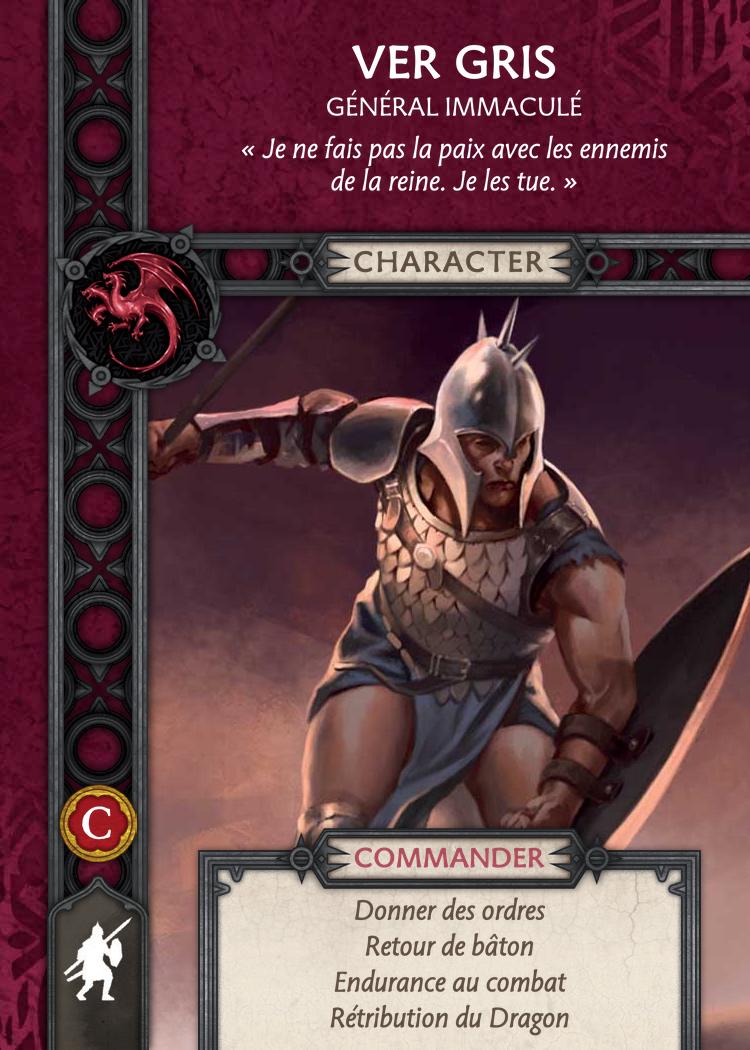 VER GRIS
GÉNÉRAL IMMACULÉ
« Je ne fais pas la paix avec les ennemis
de la reine. Je les tue. »
CHARACTER
C
COMMANDER
Donner des ordres
Retour de bâton
Endurance au combat
Rétribution du Dragon